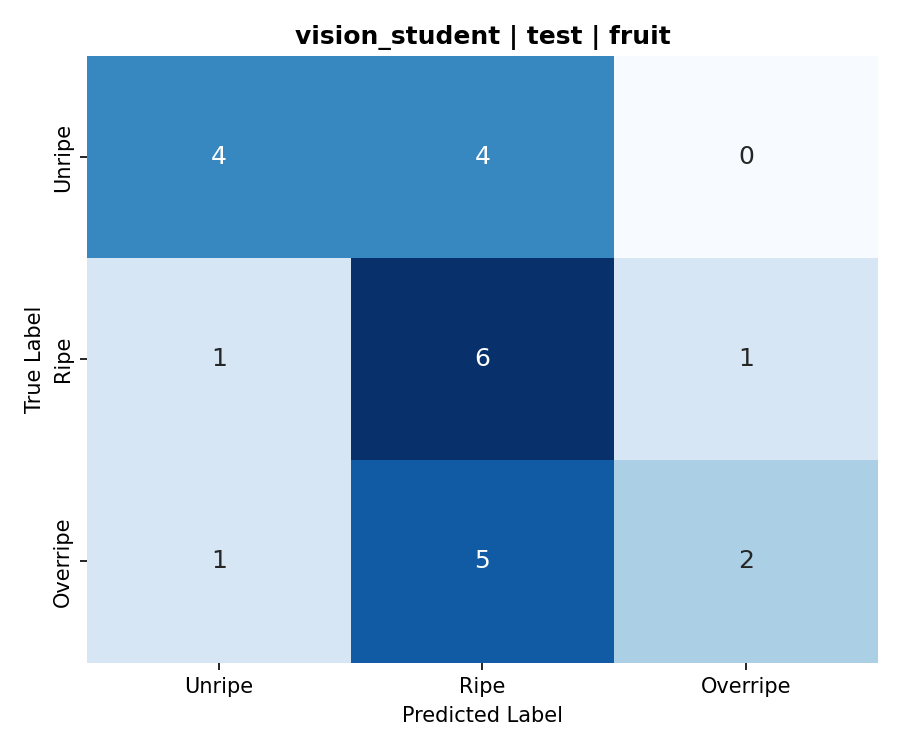 vision_student | test | fruit
True Label
Unripe
4 4 0
Ripe
1 6 1
Overripe
1 5 2
Unripe Ripe Overripe
Predicted Label